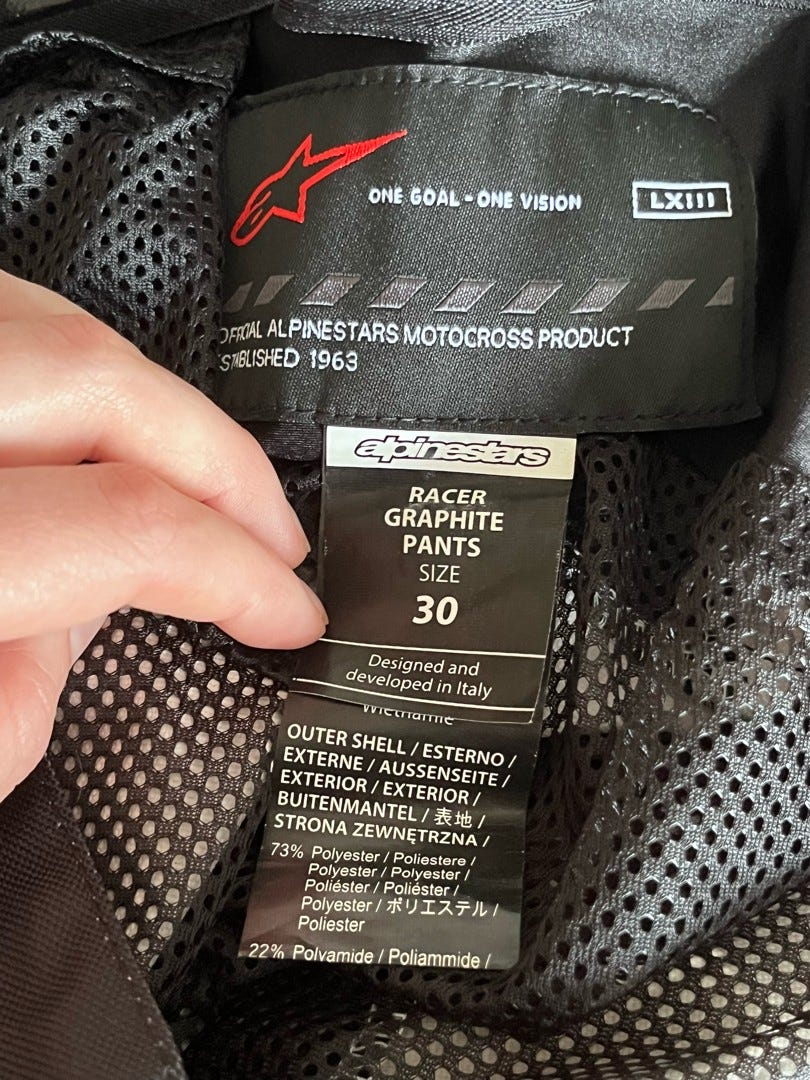 ONE GOAL - ONE VISION
LXIII
OFFICIAL ALPINESTARS MOTOCROSS PRODUCT
ESTABLISHED 1963
alpinestars
RACER
GRAPHITE
PANTS
SIZE
30
Designed and
developed in Italy
Wietnamie
OUTER SHELL / ESTERNO /
EXTERNE / AUSSENSEITE /
EXTERIOR / EXTERIOR /
BUITENMANTEL / 表地 /
STRONA ZEWNĘTRZNA /
73% Polyester / Poliestere /
Polyester / Polyester /
Poliéster / Poliéster /
Polyester / ポリエステル /
Poliester
22% Polyamide / Poliammide /